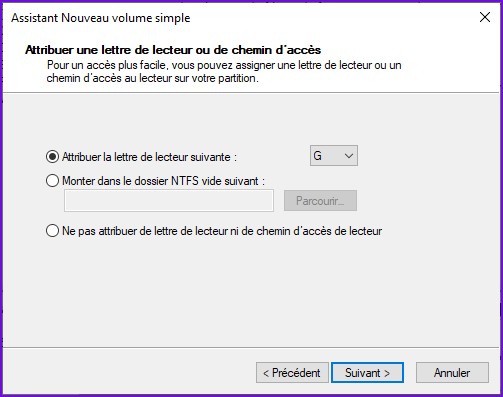 Assistant Nouveau volume simple
Attribuer une lettre de lecteur ou de chemin d'accès
Pour un accès plus facile, vous pouvez assigner une lettre de lecteur ou un
chemin d'accès au lecteur sur votre partition.
Attribuer la lettre de lecteur suivante :
G
Monter dans le dossier NTFS vide suivant :
Parcourir...
Ne pas attribuer de lettre de lecteur ni de chemin d'accès de lecteur
< Précédent
Suivant >
Annuler